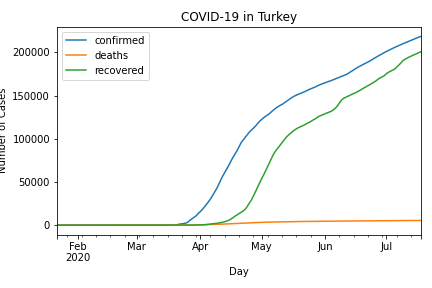 COVID-19 in Turkey
confirmed
deaths
recovered
200000
150000
100000
50000
0
Number of Cases
Feb
2020
Mar
Apr
May
Jun
Jul
Day